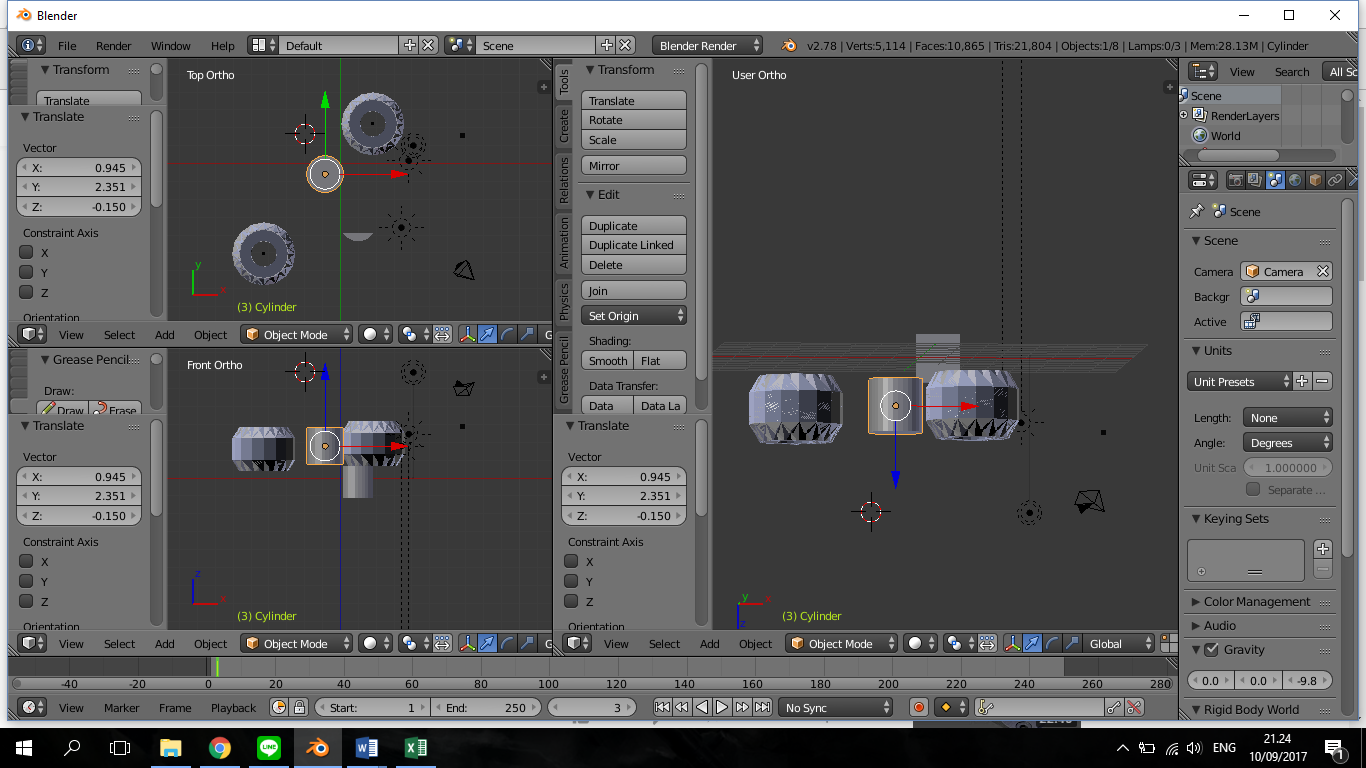 Blender
File Render Window Help Default Scene Blender Render v2.78 | Verts:5,114 | Faces:10,865 | Tris:21,804 | Objects:1/8 | Lamps:0/3 | Mem:28.13M | Cylinder
Transform
Translate
Translate
Vector
X: 0.945
Y: 2.351
Z: -0.150
Constraint Axis
X
Y
Z
Orientation
Top Ortho
y
x
(3) Cylinder
View Select Add Object Object Mode G
Grease Pencil
Draw:
Draw Erase
Translate
Vector
X: 0.945
Y: 2.351
Z: -0.150
Constraint Axis
X
Y
Z
Orientation
Front Ortho
z
x
(3) Cylinder
View Select Add Object Object Mode G
Tools
Create
Relations
Animation
Physics
Grease Pencil
Transform
Translate
Rotate
Scale
Mirror
Edit
Duplicate
Duplicate Linked
Delete
Join
Set Origin
Shading:
Smooth Flat
Data Transfer:
Data Data La
Translate
Vector
X: 0.945
Y: 2.351
Z: -0.150
Constraint Axis
X
Y
Z
Orientation
User Ortho
y
x
z
(3) Cylinder
View Select Add Object Object Mode Global
View Search All Sc
Scene
RenderLayers
World
Scene
Scene
Camera Camera
Backgr
Active
Units
Unit Presets
Length: None
Angle: Degrees
Unit Sca 1.000000
Separate ...
Keying Sets
Color Management
Audio
Gravity
0.0 0.0 -9.8
Rigid Body World
-40 -20 0 20 40 60 80 100 120 140 160 180 200 220 240 260 280
View Marker Frame Playback Start: 1 End: 250 3 No Sync
ENG
21.24
10/09/2017
1